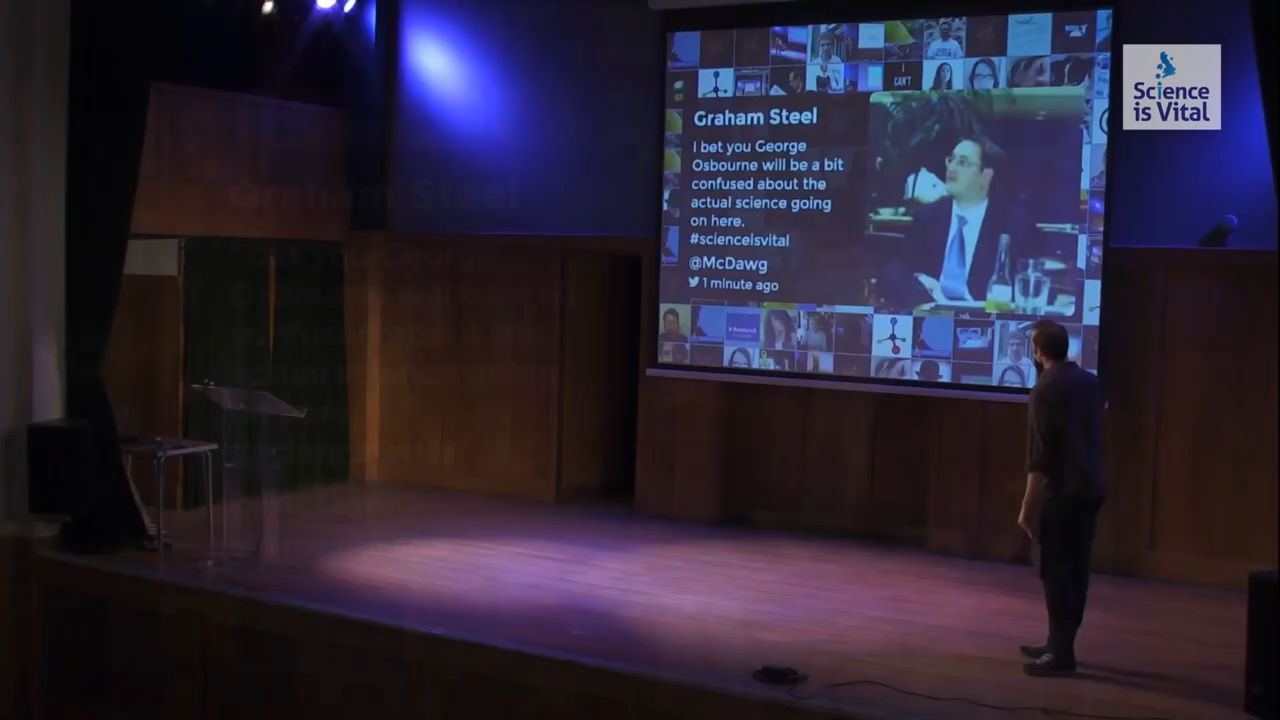 Science
is Vital
I
CAN'T
Graham Steel
I bet you George
Osbourne will be a bit
confused about the
actual science going
on here.
#scienceisvital
@McDawg
1 minute ago